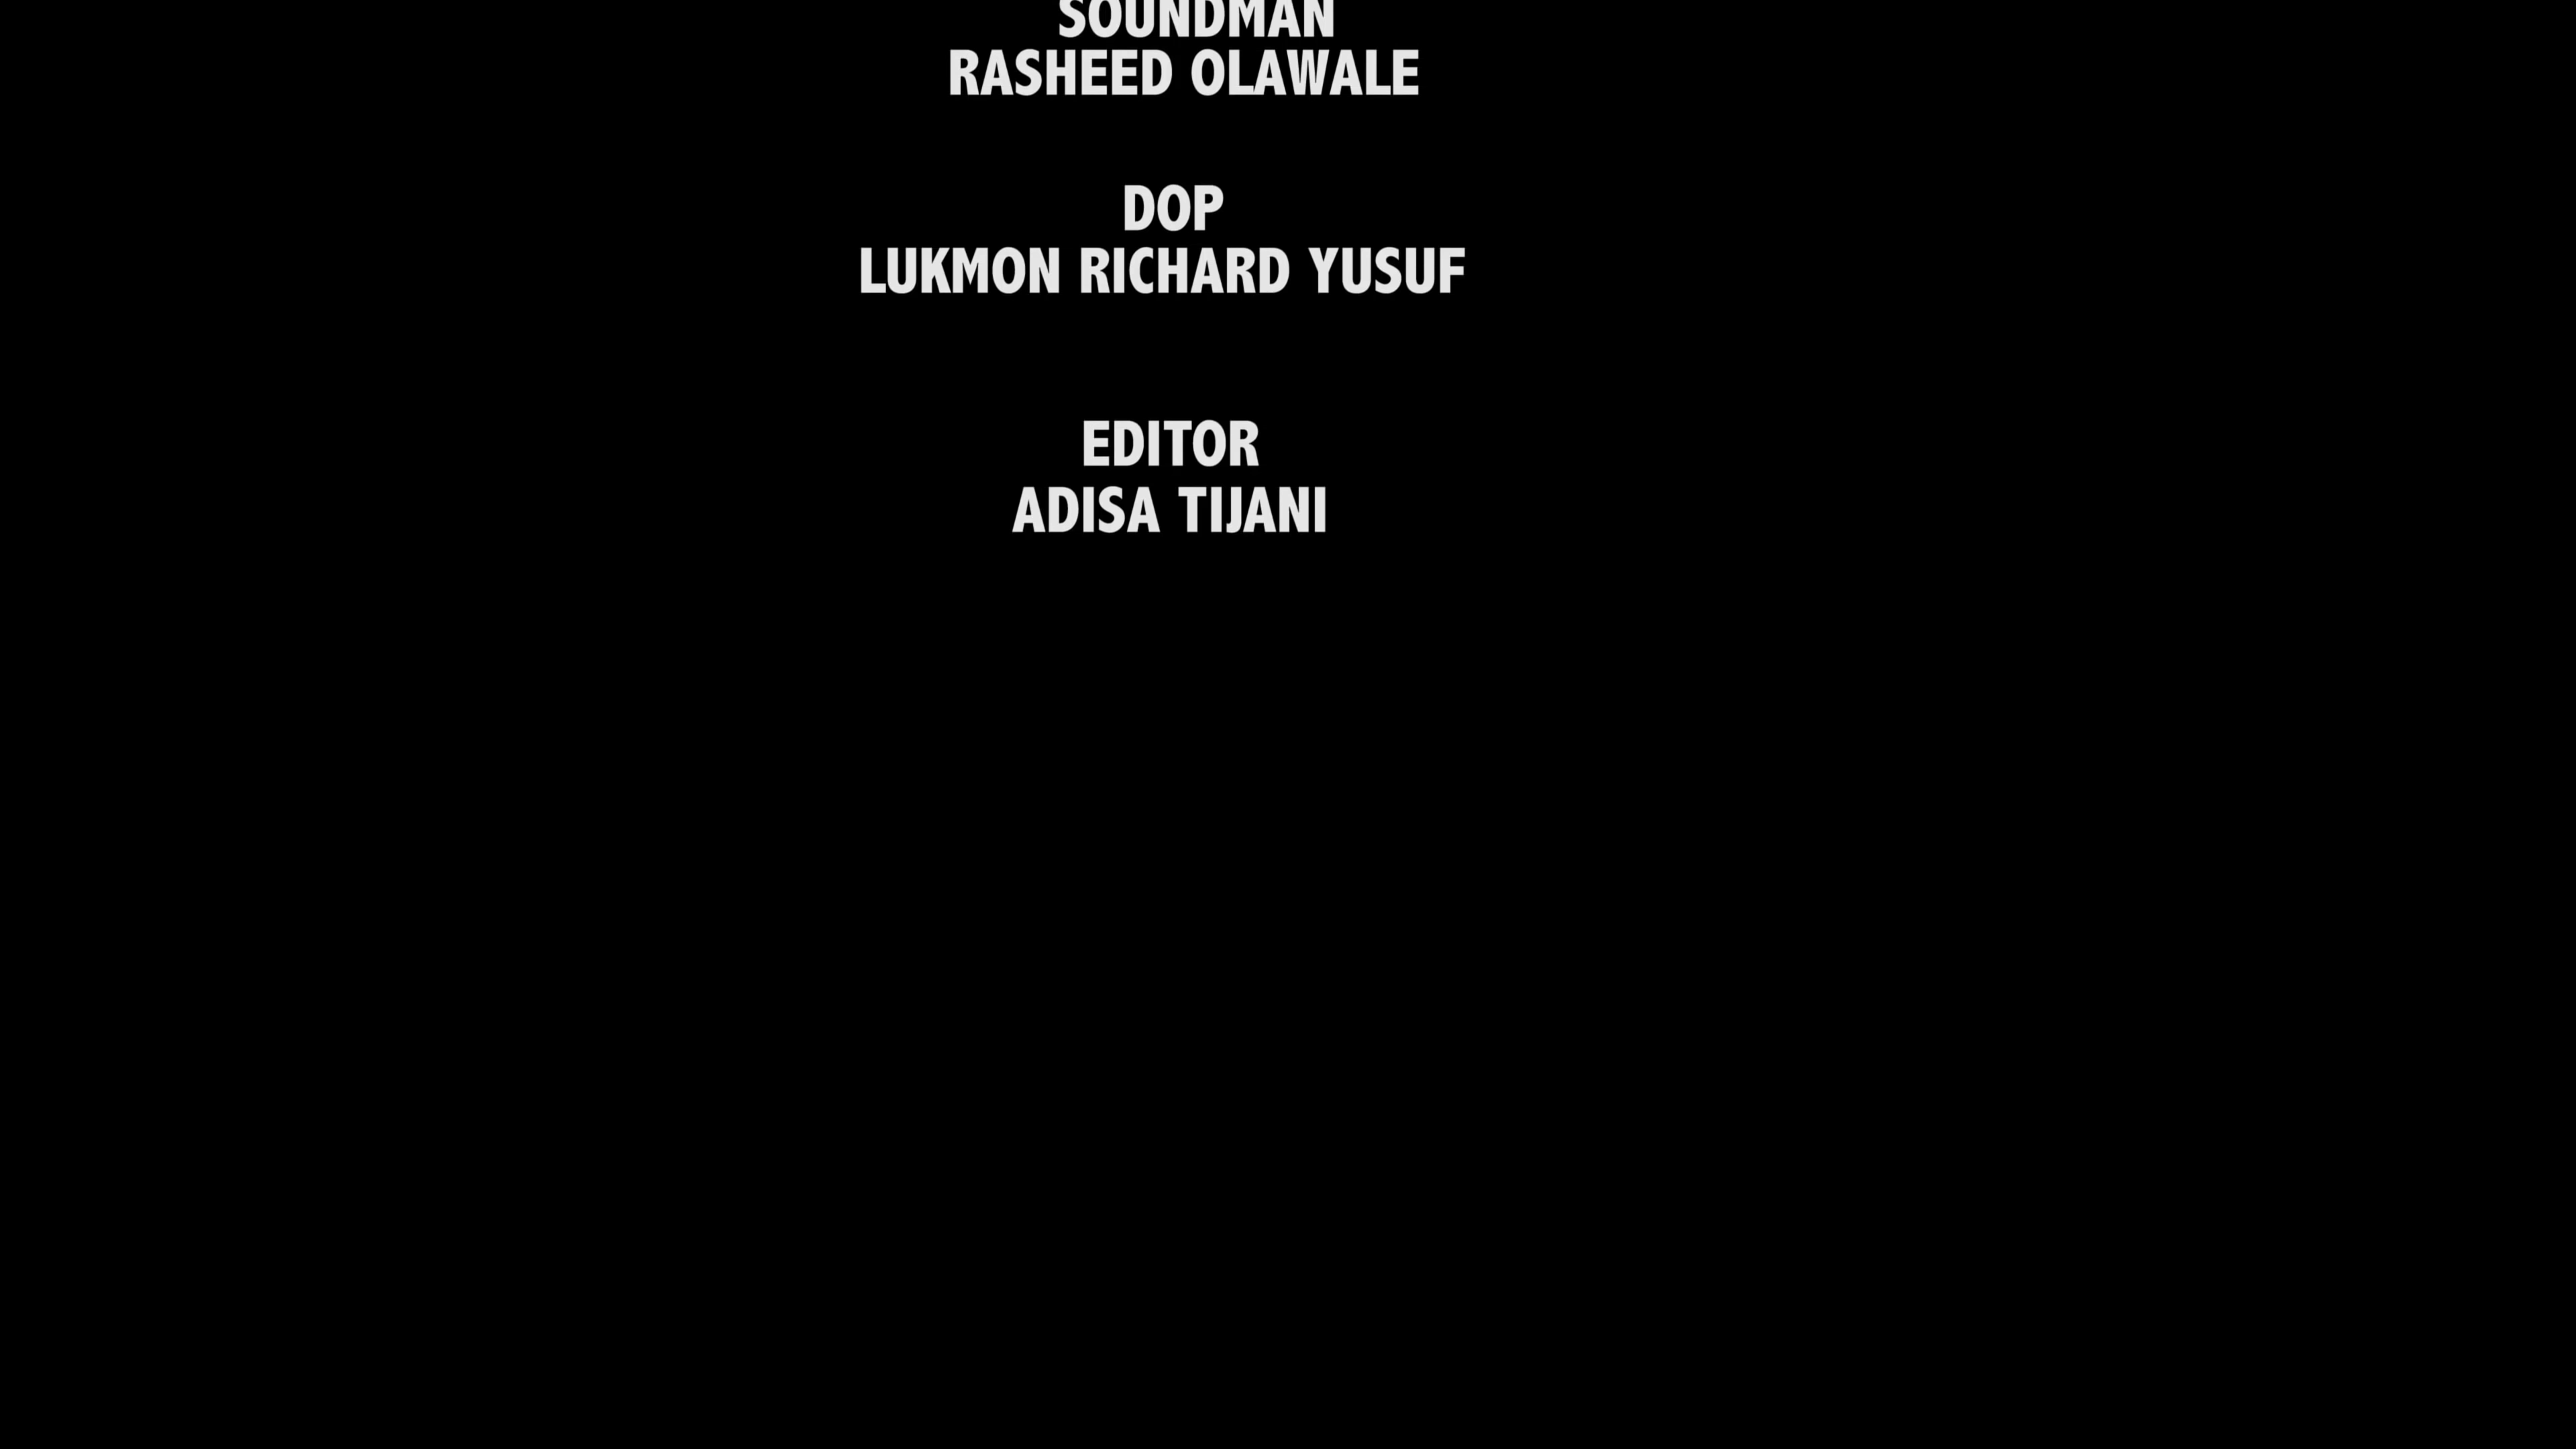 SOUNDMAN
RASHEED OLAWALE
DOP
LUKMON RICHARD YUSUF
EDITOR
ADISA TIJANI